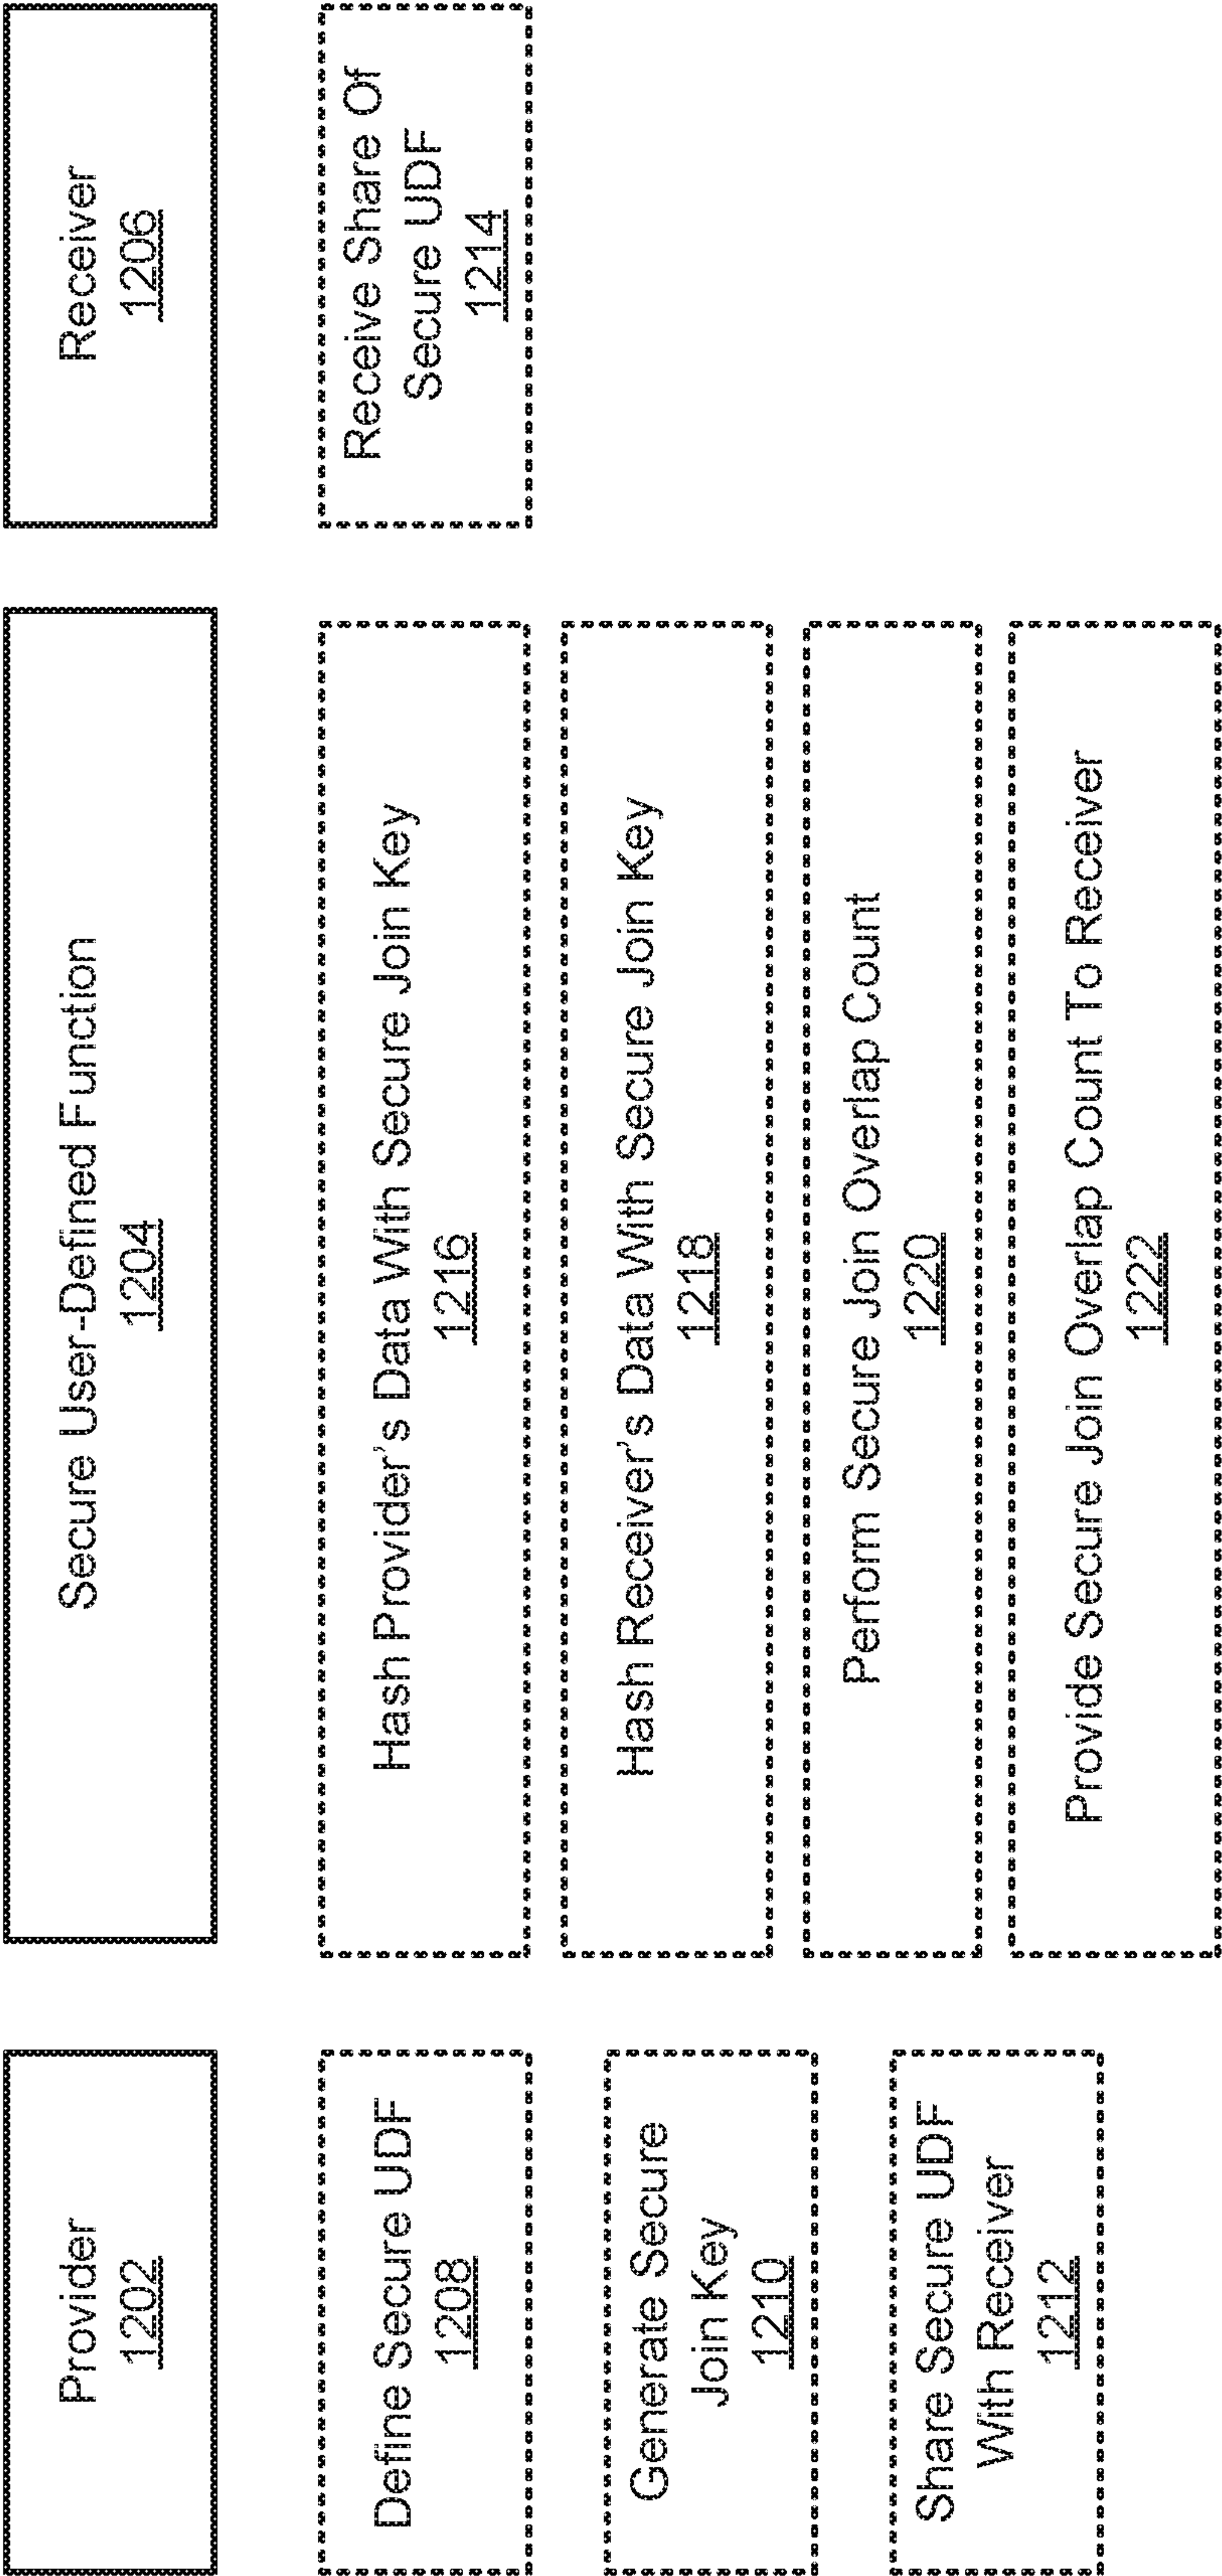 Provider
1202
Define Secure UDF
1208
Generate Secure
Join Key
1210
Share Secure UDF
With Receiver
1212
Secure User-Defined Function
1204
Hash Provider's Data With Secure Join Key
1216
Hash Receiver's Data With Secure Join Key
1218
Perform Secure Join Overlap Count
1220
Provide Secure Join Overlap Count To Receiver
1222
Receiver
1206
Receive Share Of
Secure UDF
1214